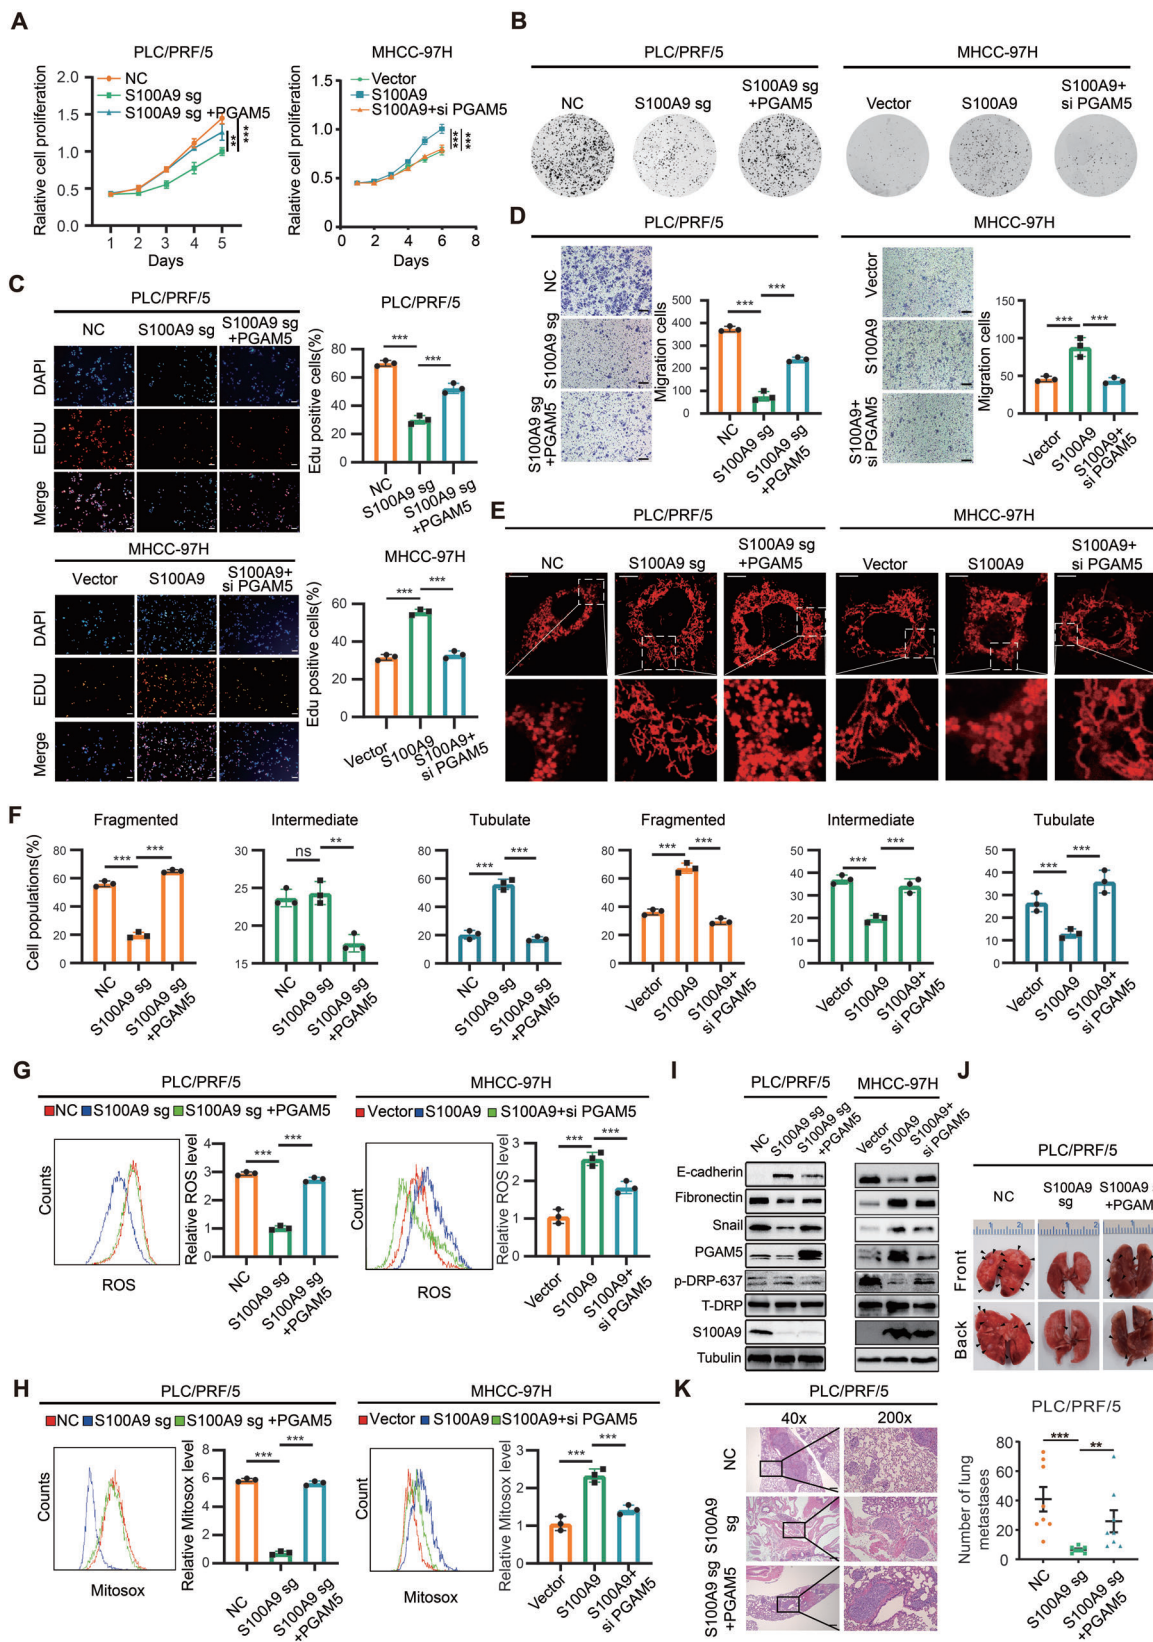 A
PLC/PRF/5
NC
S100A9 sg
S100A9 sg +PGAM5
Ralative cell proliferation
2.0
1.5
1.0
0.5
0.0
1 2 3 4 5
Days
** ***
MHCC-97H
Vector
S100A9
S100A9+si PGAM5
Ralative cell proliferation
1.5
1.0
0.5
0.0
0 2 4 6 8
Days
*** ***
B
PLC/PRF/5
NC
S100A9 sg
S100A9 sg +PGAM5
MHCC-97H
Vector
S100A9
S100A9+ si PGAM5
C
PLC/PRF/5
NC
S100A9 sg
S100A9 sg +PGAM5
DAPI
EDU
Merge
PLC/PRF/5
Edu positive cells(%)
80
60
40
20
0
*** ***
NC
S100A9 sg
S100A9 sg +PGAM5
MHCC-97H
Vector
S100A9
S100A9+ si PGAM5
DAPI
EDU
Merge
MHCC-97H
Edu positive cells(%)
60
40
20
0
*** ***
Vector
S100A9
S100A9+ si PGAM5
D
PLC/PRF/5
NC
S100A9 sg
S100A9 sg +PGAM5
Migration cells
500
400
300
200
100
0
*** ***
NC
S100A9 sg
S100A9 sg +PGAM5
MHCC-97H
Vector
S100A9
S100A9+ si PGAM5
Migration cells
150
100
50
0
*** ***
Vector
S100A9
S100A9+ si PGAM5
E
PLC/PRF/5
NC
S100A9 sg
S100A9 sg +PGAM5
MHCC-97H
Vector
S100A9
S100A9+ si PGAM5
F
Cell populations(%)
Fragmented
80
60
40
20
0
*** ***
NC
S100A9 sg
S100A9 sg +PGAM5
Intermediate
30
25
20
15
ns **
NC
S100A9 sg
S100A9 sg +PGAM5
Tubulate
80
60
40
20
0
*** ***
NC
S100A9 sg
S100A9 sg +PGAM5
Fragmented
80
60
40
20
0
*** ***
Vector
S100A9
S100A9+ si PGAM5
Intermediate
50
40
30
20
10
0
*** ***
Vector
S100A9
S100A9+ si PGAM5
Tubulate
50
40
30
20
10
0
*** ***
Vector
S100A9
S100A9+ si PGAM5
G
PLC/PRF/5
NC S100A9 sg S100A9 sg +PGAM5
Counts
ROS
Relative ROS level
4
3
2
1
0
*** ***
NC
S100A9 sg
S100A9 sg +PGAM5
MHCC-97H
Vector S100A9 S100A9+si PGAM5
Count
ROS
Relative ROS level
3
2
1
0
*** ***
Vector
S100A9
S100A9+ si PGAM5
H
PLC/PRF/5
NC S100A9 sg S100A9 sg +PGAM5
Counts
Mitosox
Relative Mitosox level
8
6
4
2
0
*** ***
NC
S100A9 sg
S100A9 sg +PGAM5
MHCC-97H
Vector S100A9 S100A9+si PGAM5
Count
Mitosox
Relative Mitosox level
3
2
1
0
*** ***
Vector
S100A9
S100A9+ si PGAM5
I
PLC/PRF/5
NC
S100A9 sg
S100A9 sg +PGAM5
MHCC-97H
Vector
S100A9
S100A9+ si PGAM5
E-cadherin
Fibronectin
Snail
PGAM5
p-DRP-637
T-DRP
S100A9
Tubulin
J
PLC/PRF/5
NC
S100A9 sg
Front
Back
K
PLC/PRF/5
40x
200x
NC
S100A9 sg
S100A9 sg +PGAM5
PLC/PRF/5
Number of lung metastases
80
60
40
20
0
*** **
NC
S100A9 sg
S100A9 sg +PGAM5